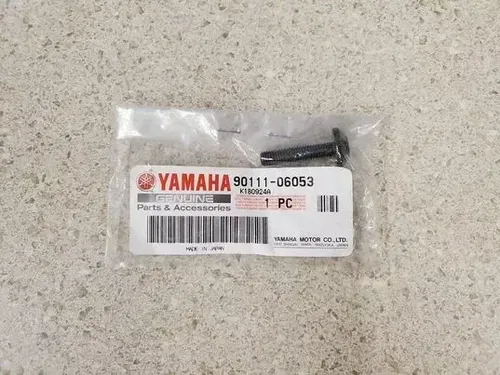 YAMAHA 90111-06053
GENUINE K180924A
Parts & Accessories 1 PC
YAMAHA MOTOR CO., LTD.
MADE IN JAPAN